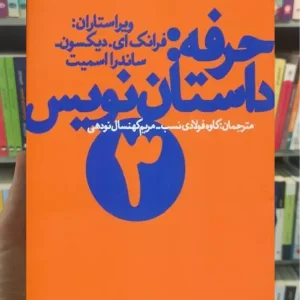 ویراستاران:
فرانک ای. دیکسون-
ساندرا اسمیت
حرفه:
داستان‌نویس
مترجمان: کاوه فولادی‌نسب - مریم کهنسال نودهی
۳